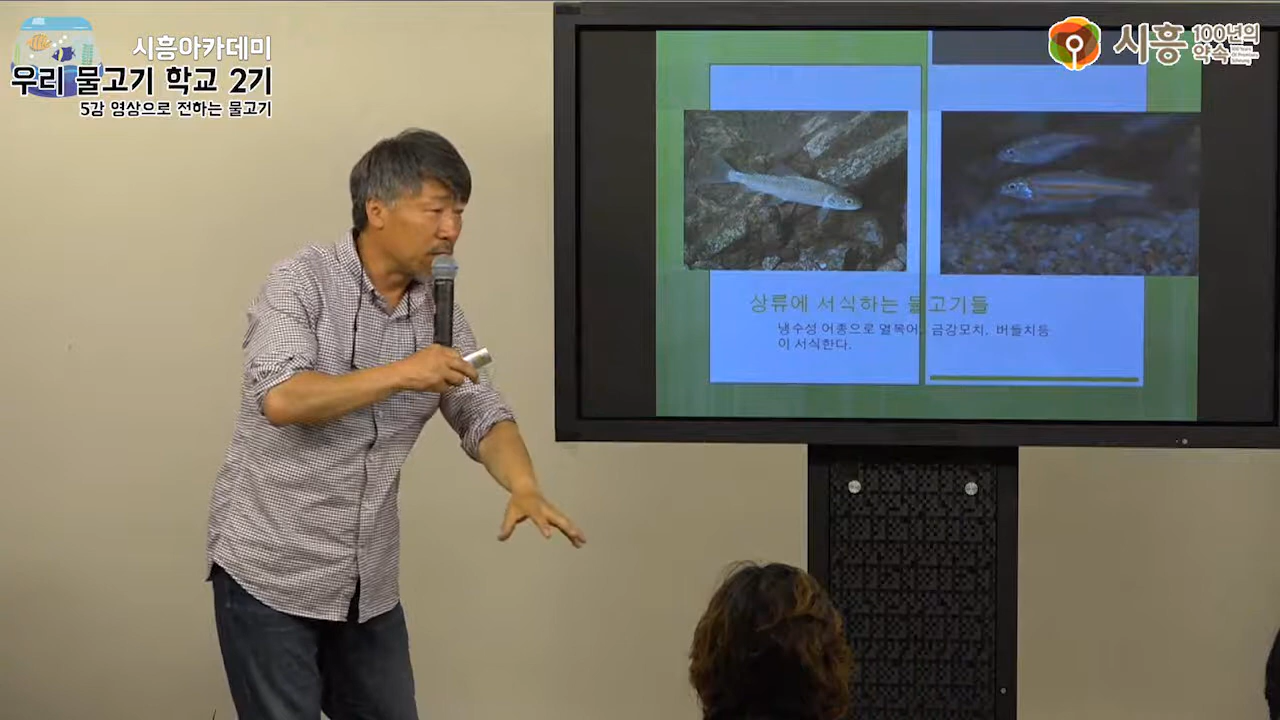 시흥아카데미
우리 물고기 학교 2기
5강 영상으로 전하는 물고기
시흥 100년의 약속
상류에 서식하는 물고기들
냉수성 어종으로 열목어, 금강모치, 버들치등
이 서식한다.